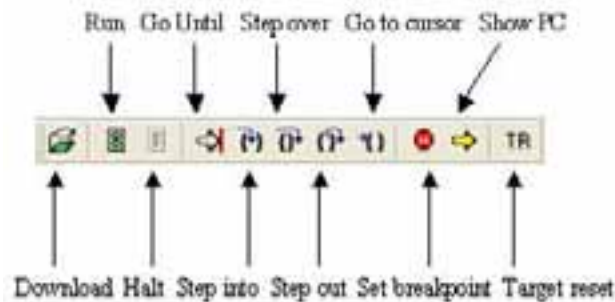 Run Go Until Step over Go to cursor Show PC
TR
Download Halt Step into Step out Set breakpoint Target reset